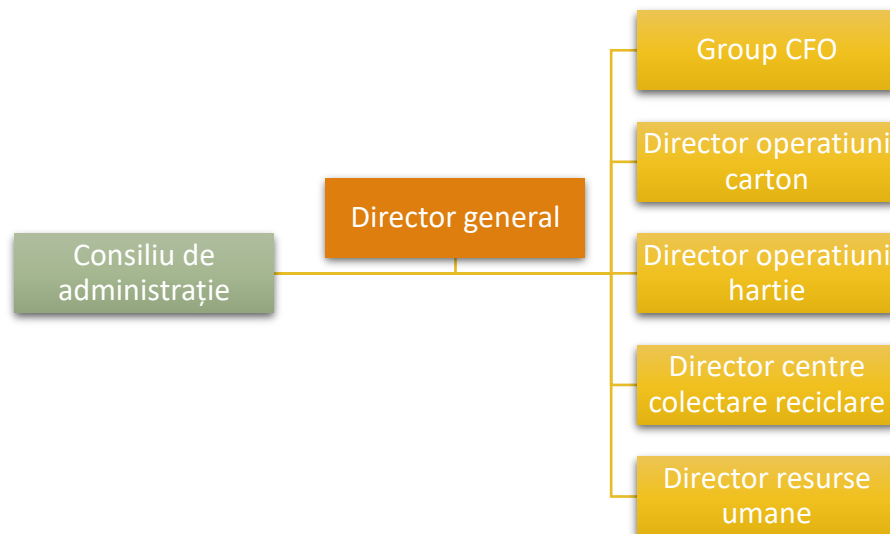 Consiliu de
administrație
Director general
Group CFO
Director operatiuni
carton
Director operatiuni
hartie
Director centre
colectare reciclare
Director resurse
umane